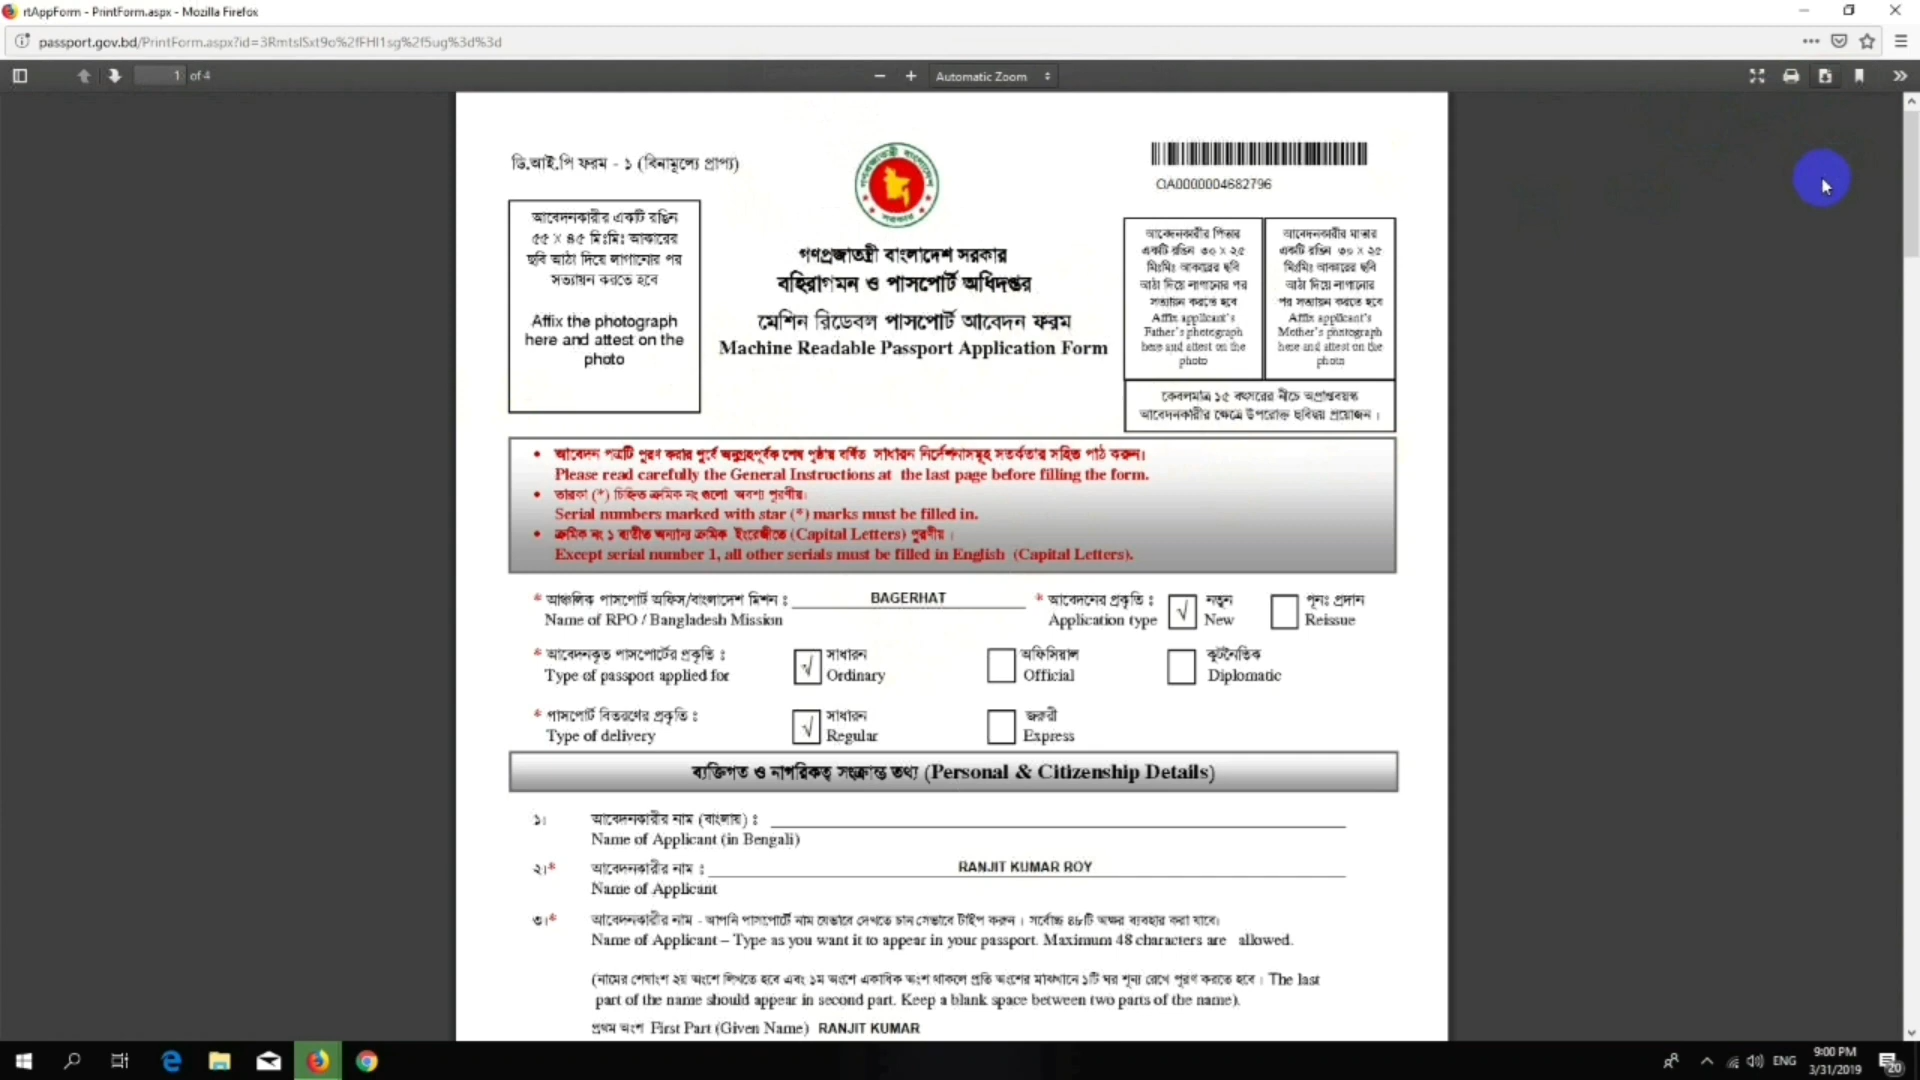 rtAppForm - PrintForm.aspx - Mozilla Firefox
passport.gov.bd/PrintForm.aspx?id=3RmtsISxt9o%2fFHI1sg%2f5ug%3d%3d
1 of 4
Automatic Zoom
ডি.আই.পি ফরম - ১ (বিনামূল্যে প্রাপ্য)
OA0000004682796
গণপ্রজাতন্ত্রী বাংলাদেশ সরকার
আবেদনকারীর একটি রঙিন
৫৫ X ৪৫ মিঃমিঃ আকারের
ছবি আঠা দিয়ে লাগানোর পর
সত্যায়ন করতে হবে
Affix the photograph
here and attest on the
photo
গণপ্রজাতন্ত্রী বাংলাদেশ সরকার
বহিরাগমন ও পাসপোর্ট অধিদপ্তর
মেশিন রিডেবল পাসপোর্ট আবেদন ফরম
Machine Readable Passport Application Form
আবেদনকারীর পিতার
একটি রঙিন ৩০ X ২৫
মিঃমিঃ আকারের ছবি
আঠা দিয়ে লাগানোর পর
সত্যায়ন করতে হবে
Affix applicant's
Father's photograph
here and attest on the
photo
আবেদনকারীর মাতার
একটি রঙিন ৩০ X ২৫
মিঃমিঃ আকারের ছবি
আঠা দিয়ে লাগানোর
পর সত্যায়ন করতে হবে
Affix applicant's
Mother's photograph
here and attest on the
photo
কেবলমাত্র ১৫ বৎসরের নীচে অপ্রাপ্তবয়স্ক
আবেদনকারীর ক্ষেত্রে উপরোক্ত ছবিদ্বয় প্রয়োজন ।
• আবেদন পত্রটি পূরণ করার পূর্বে অনুগ্রহপূর্বক শেষ পৃষ্ঠায় বর্ণিত সাধারন নির্দেশনাসমূহ সতর্কতার সহিত পাঠ করুন।
Please read carefully the General Instructions at the last page before filling the form.
• তারকা (*) চিহ্নিত ক্রমিক নং গুলো অবশ্য পূরণীয়।
Serial numbers marked with star (*) marks must be filled in.
• ক্রমিক নং ১ ব্যতীত অন্যান্য ক্রমিক ইংরেজীতে (Capital Letters) পূরণীয় ।
Except serial number 1, all other serials must be filled in English (Capital Letters).
* আঞ্চলিক পাসপোর্ট অফিস/বাংলাদেশ মিশন : BAGERHAT * আবেদনের প্রকৃতি : √ নতুন পূনঃ প্রদান
Name of RPO / Bangladesh Mission Application type New Reissue
* আবেদনকৃত পাসপোর্টের প্রকৃতি : √ সাধারন অফিসিয়াল কূটনৈতিক
Type of passport applied for Ordinary Official Diplomatic
* পাসপোর্ট বিতরণের প্রকৃতি : √ সাধারন জরুরী
Type of delivery Regular Express
ব্যক্তিগত ও নাগরিকত্ব সংক্রান্ত তথ্য (Personal & Citizenship Details)
১। আবেদনকারীর নাম (বাংলায়) :
Name of Applicant (in Bengali)
২।* আবেদনকারীর নাম : RANJIT KUMAR ROY
Name of Applicant
৩।* আবেদনকারীর নাম - আপনি পাসপোর্টে নাম যেভাবে দেখতে চান সেভাবে টাইপ করুন । সর্বোচ্চ ৪৮টি অক্ষর ব্যবহার করা যাবে।
Name of Applicant – Type as you want it to appear in your passport. Maximum 48 characters are allowed.
(নামের শেষাংশ ২য় অংশে লিখতে হবে এবং ১ম অংশে একাধিক অংশ থাকলে প্রতি অংশের মাঝখানে ১টি ঘর শূন্য রেখে পূরণ করতে হবে । The last
part of the name should appear in second part. Keep a blank space between two parts of the name).
প্রথম অংশ First Part (Given Name) RANJIT KUMAR
ENG
9:00 PM
3/31/2019
20